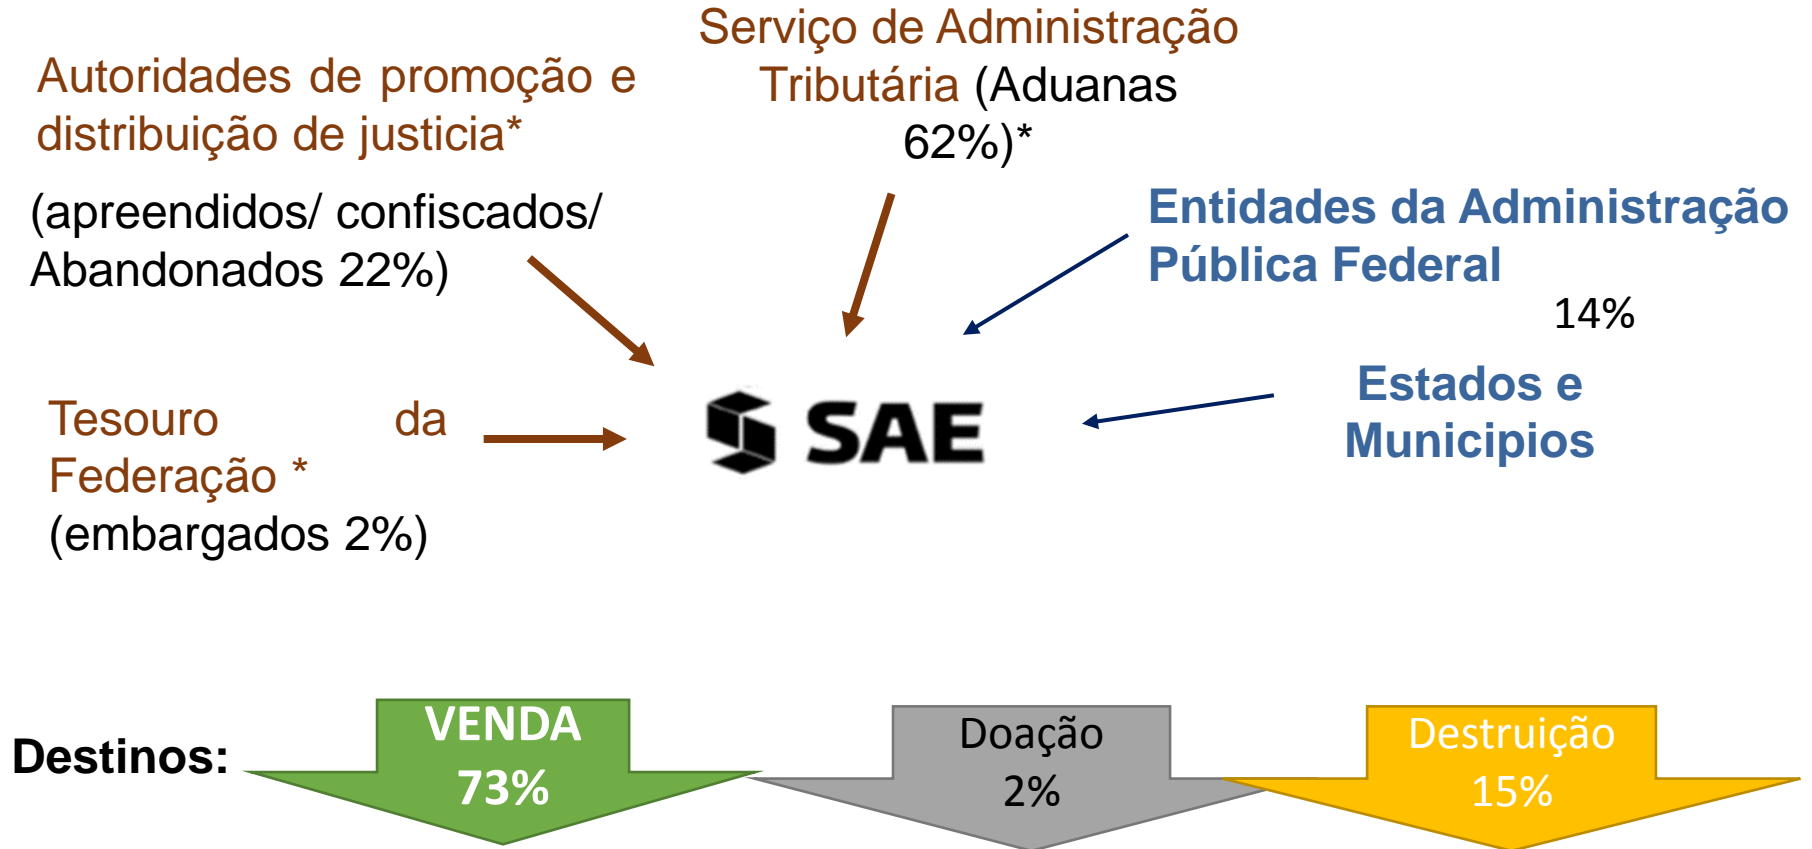 Serviço de Administração
Tributária (Aduanas
62%)*
Autoridades de promoção e
distribuição de justicia*
(apreendidos/ confiscados/
Abandonados 22%)
Entidades da Administração
Pública Federal
14%
Estados e
Municipios
Tesouro da
Federação *
(embargados 2%)
SAE
Destinos:
VENDA
73%
Doação
2%
Destruição
15%